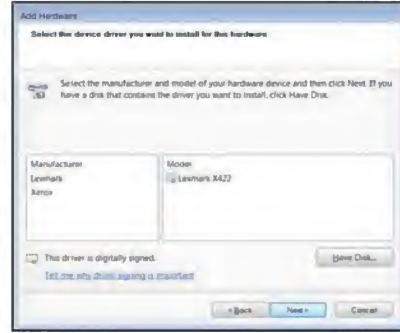 Add Hardware
Select the device driver you want to install for this hardware
Select the manufacturer and model of your hardware device and then click Next. If you
have a disk that contains the driver you want to install, click Have Disk.
Manufacturer
Lexmark
Xerox
Model
Lexmark X422
This driver is digitally signed.
Have Disk...
Tell me why driver signing is important
< Back
Next >
Cancel